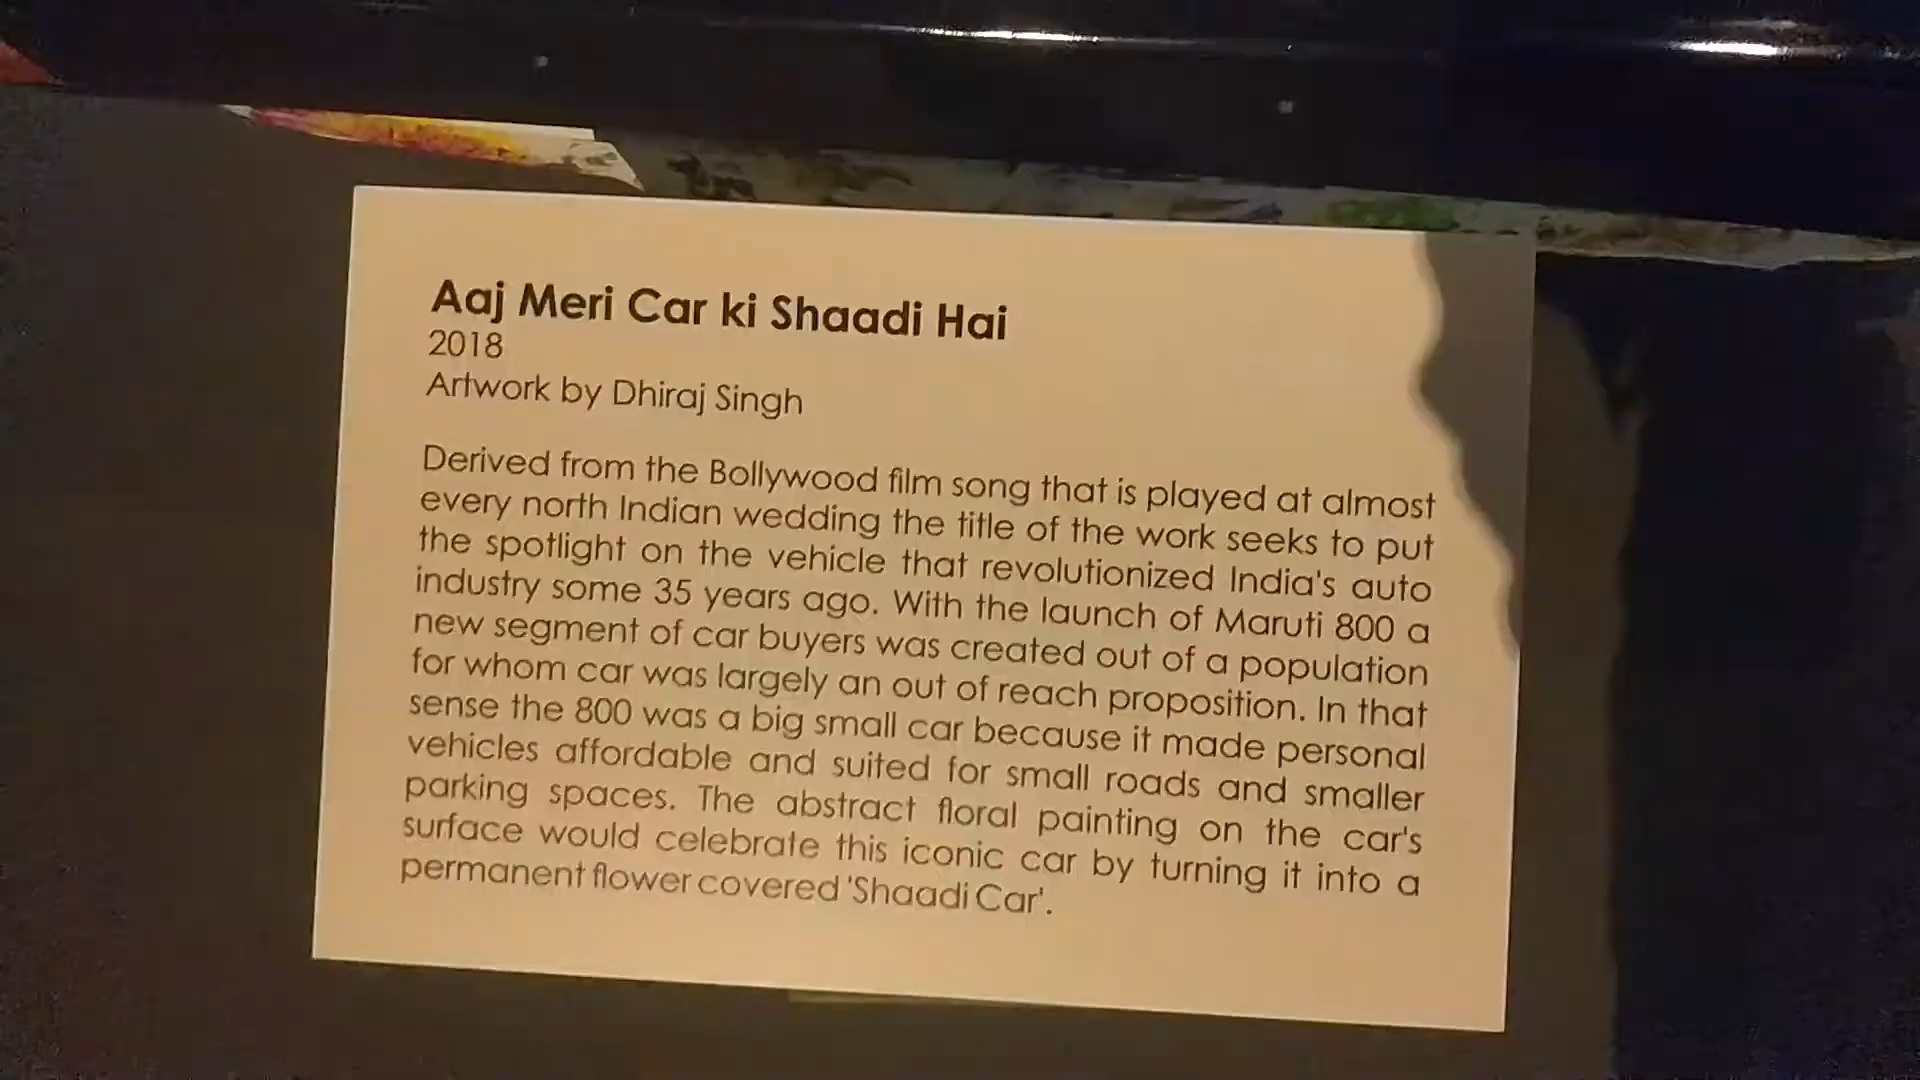 Aaj Meri Car ki Shaadi Hai
2018
Artwork by Dhiraj Singh
Derived from the Bollywood film song that is played at almost
every north Indian wedding the title of the work seeks to put
the spotlight on the vehicle that revolutionized India's auto
industry some 35 years ago. With the launch of Maruti 800 a
new segment of car buyers was created out of a population
for whom car was largely an out of reach proposition. In that
sense the 800 was a big small car because it made personal
vehicles affordable and suited for small roads and smaller
parking spaces. The abstract floral painting on the car's
surface would celebrate this iconic car by turning it into a
permanent flower covered 'Shaadi Car'.